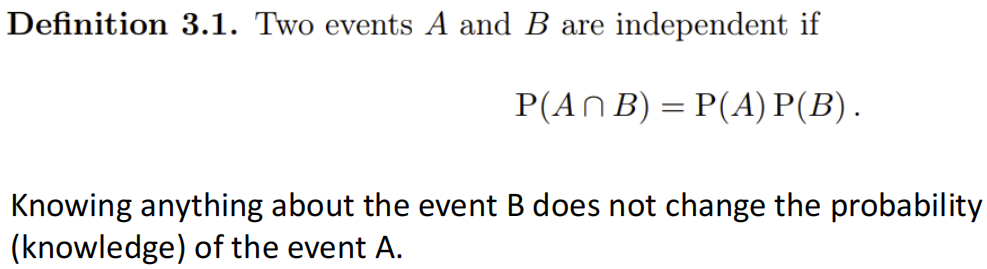 Definition 3.1. Two events A and B are independent if
P(A ∩ B) = P(A) P(B) .
Knowing anything about the event B does not change the probability
(knowledge) of the event A.